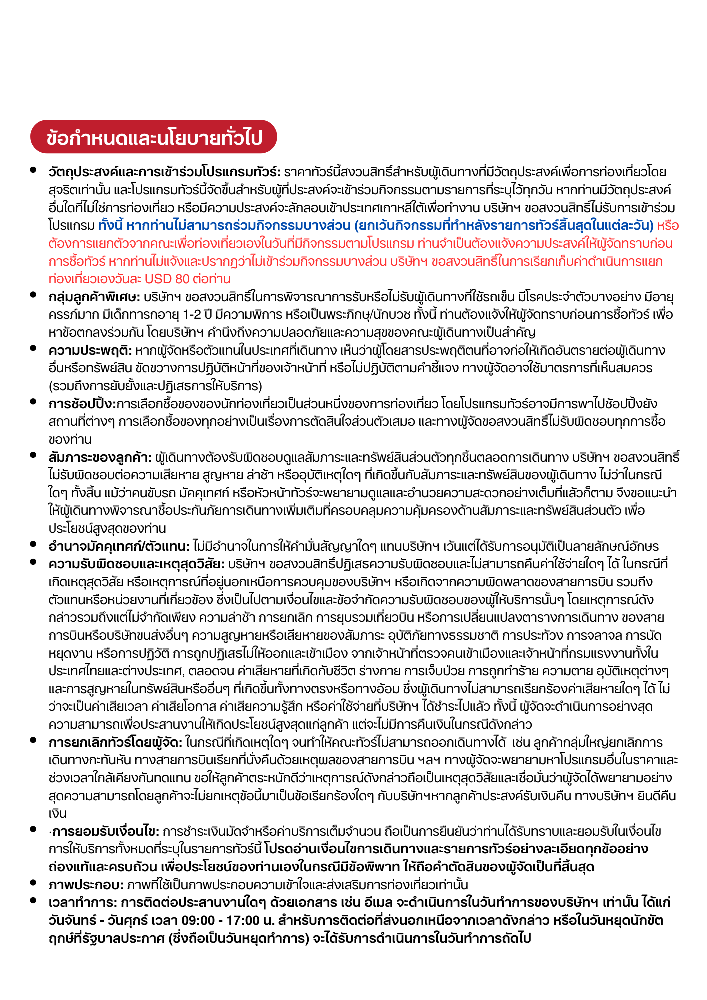 ข้อกำหนดและนโยบายทั่วไป
• วัตถุประสงค์และการเข้าร่วมโปรแกรมทัวร์: ราคาทัวร์นี้สงวนสิทธิ์สำหรับผู้เดินทางที่มีวัตถุประสงค์เพื่อการท่องเที่ยวโดย
สุจริตเท่านั้น และโปรแกรมทัวร์นี้จัดขึ้นสำหรับผู้ที่ประสงค์จะเข้าร่วมกิจกรรมตามรายการที่ระบุไว้ทุกวัน หากท่านมีวัตถุประสงค์
อื่นใดที่ไม่ใช่การท่องเที่ยว หรือมีความประสงค์จะลักลอบเข้าประเทศเกาหลีใต้เพื่อทำงาน บริษัทฯ ขอสงวนสิทธิ์ไม่รับการเข้าร่วม
โปรแกรม ทั้งนี้ หากท่านไม่สามารถร่วมกิจกรรมบางส่วน (ยกเว้นกิจกรรมที่ทำหลังรายการทัวร์สิ้นสุดในแต่ละวัน) หรือ
ต้องการแยกตัวจากคณะเพื่อท่องเที่ยวเองในวันที่มีกิจกรรมตามโปรแกรม ท่านจำเป็นต้องแจ้งความประสงค์ให้ผู้จัดทราบก่อน
การซื้อทัวร์ หากท่านไม่แจ้งและปรากฏว่าไม่เข้าร่วมกิจกรรมบางส่วน บริษัทฯ ขอสงวนสิทธิ์ในการเรียกเก็บค่าดำเนินการแยก
ท่องเที่ยวเองวันละ USD 80 ต่อท่าน
• กลุ่มลูกค้าพิเศษ: บริษัทฯ ขอสงวนสิทธิ์ในการพิจารณาการรับหรือไม่รับผู้เดินทางที่ใช้รถเข็น มีโรคประจำตัวบางอย่าง มีอายุ
ครรภ์มาก มีเด็กทารกอายุ 1-2 ปี มีความพิการ หรือเป็นพระภิกษุ/นักบวช ทั้งนี้ ท่านต้องแจ้งให้ผู้จัดทราบก่อนการซื้อทัวร์ เพื่อ
หาข้อตกลงร่วมกัน โดยบริษัทฯ คำนึงถึงความปลอดภัยและความสุขของคณะผู้เดินทางเป็นสำคัญ
• ความประพฤติ: หากผู้จัดหรือตัวแทนในประเทศที่เดินทาง เห็นว่าผู้โดยสารประพฤติตนที่อาจก่อให้เกิดอันตรายต่อผู้เดินทาง
อื่นหรือทรัพย์สิน ขัดขวางการปฏิบัติหน้าที่ของเจ้าหน้าที่ หรือไม่ปฏิบัติตามคำชี้แจง ทางผู้จัดอาจใช้มาตรการที่เห็นสมควร
(รวมถึงการยับยั้งและปฏิเสธการให้บริการ)
• การช้อปปิ้ง:การเลือกซื้อของของนักท่องเที่ยวเป็นส่วนหนึ่งของการท่องเที่ยว โดยโปรแกรมทัวร์อาจมีการพาไปช้อปปิ้งยัง
สถานที่ต่างๆ การเลือกซื้อของทุกอย่างเป็นเรื่องการตัดสินใจส่วนตัวเสมอ และทางผู้จัดขอสงวนสิทธิ์ไม่รับผิดชอบทุกการซื้อ
ของท่าน
• สัมภาระของลูกค้า: ผู้เดินทางต้องรับผิดชอบดูแลสัมภาระและทรัพย์สินส่วนตัวทุกชิ้นตลอดการเดินทาง บริษัทฯ ขอสงวนสิทธิ์
ไม่รับผิดชอบต่อความเสียหาย สูญหาย ล่าช้า หรืออุบัติเหตุใดๆ ที่เกิดขึ้นกับสัมภาระและทรัพย์สินของผู้เดินทาง ไม่ว่าในกรณี
ใดๆ ทั้งสิ้น แม้ว่าคนขับรถ มัคคุเทศก์ หรือหัวหน้าทัวร์จะพยายามดูแลและอำนวยความสะดวกอย่างเต็มที่แล้วก็ตาม จึงขอแนะนำ
ให้ผู้เดินทางพิจารณาซื้อประกันภัยการเดินทางเพิ่มเติมที่ครอบคลุมความคุ้มครองด้านสัมภาระและทรัพย์สินส่วนตัว เพื่อ
ประโยชน์สูงสุดของท่าน
• อำนาจมัคคุเทศก์/ตัวแทน: ไม่มีอำนาจในการให้คำมั่นสัญญาใดๆ แทนบริษัทฯ เว้นแต่ได้รับการอนุมัติเป็นลายลักษณ์อักษร
• ความรับผิดชอบและเหตุสุดวิสัย: บริษัทฯ ขอสงวนสิทธิ์ปฏิเสธความรับผิดชอบและไม่สามารถคืนค่าใช้จ่ายใดๆ ได้ ในกรณีที่
เกิดเหตุสุดวิสัย หรือเหตุการณ์ที่อยู่นอกเหนือการควบคุมของบริษัทฯ หรือเกิดจากความผิดพลาดของสายการบิน รวมถึง
ตัวแทนหรือหน่วยงานที่เกี่ยวข้อง ซึ่งเป็นไปตามเงื่อนไขและข้อจำกัดความรับผิดชอบของผู้ให้บริการนั้นๆ โดยเหตุการณ์ดัง
กล่าวรวมถึงแต่ไม่จำกัดเพียง ความล่าช้า การยกเลิก การยุบรวมเที่ยวบิน หรือการเปลี่ยนแปลงตารางการเดินทาง ของสาย
การบินหรือบริษัทขนส่งอื่นๆ ความสูญหายหรือเสียหายของสัมภาระ อุบัติภัยทางธรรมชาติ การประท้วง การจลาจล การนัด
หยุดงาน หรือการปฏิวัติ การถูกปฏิเสธไม่ให้ออกและเข้าเมือง จากเจ้าหน้าที่ตรวจคนเข้าเมืองและเจ้าหน้าที่กรมแรงงานทั้งใน
ประเทศไทยและต่างประเทศ, ตลอดจน ค่าเสียหายที่เกิดกับชีวิต ร่างกาย การเจ็บป่วย การถูกทำร้าย ความตาย อุบัติเหตุต่างๆ
และการสูญหายในทรัพย์สินหรืออื่นๆ ที่เกิดขึ้นทั้งทางตรงหรือทางอ้อม ซึ่งผู้เดินทางไม่สามารถเรียกร้องค่าเสียหายใดๆ ได้ ไม่
ว่าจะเป็นค่าเสียเวลา ค่าเสียโอกาส ค่าเสียความรู้สึก หรือค่าใช้จ่ายที่บริษัทฯ ได้ชำระไปแล้ว ทั้งนี้ ผู้จัดจะดำเนินการอย่างสุด
ความสามารถเพื่อประสานงานให้เกิดประโยชน์สูงสุดแก่ลูกค้า แต่จะไม่มีการคืนเงินในกรณีดังกล่าว
• การยกเลิกทัวร์โดยผู้จัด: ในกรณีที่เกิดเหตุใดๆ จนทำให้คณะทัวร์ไม่สามารถออกเดินทางได้ เช่น ลูกค้ากลุ่มใหญ่ยกเลิกการ
เดินทางกะทันหัน ทางสายการบินเรียกที่นั่งคืนด้วยเหตุผลของสายการบิน ฯลฯ ทางผู้จัดจะพยายามหาโปรแกรมอื่นในราคาและ
ช่วงเวลาใกล้เคียงกันทดแทน ขอให้ลูกค้าตระหนักดีว่าเหตุการณ์ดังกล่าวถือเป็นเหตุสุดวิสัยและเชื่อมั่นว่าผู้จัดได้พยายามอย่าง
สุดความสามารถโดยลูกค้าจะไม่ยกเหตุข้อนี้มาเป็นข้อเรียกร้องใดๆ กับบริษัทฯหากลูกค้าประสงค์รับเงินคืน ทางบริษัทฯ ยินดีคืน
เงิน
• ·การยอมรับเงื่อนไข: การชำระเงินมัดจำหรือค่าบริการเต็มจำนวน ถือเป็นการยืนยันว่าท่านได้รับทราบและยอมรับในเงื่อนไข
การให้บริการทั้งหมดที่ระบุในรายการทัวร์นี้ โปรดอ่านเงื่อนไขการเดินทางและรายการทัวร์อย่างละเอียดทุกข้ออย่าง
ถ่องแท้และครบถ้วน เพื่อประโยชน์ของท่านเองในกรณีมีข้อพิพาท ให้ถือคำตัดสินของผู้จัดเป็นที่สิ้นสุด
• ภาพประกอบ: ภาพที่ใช้เป็นภาพประกอบความเข้าใจและส่งเสริมการท่องเที่ยวเท่านั้น
• เวลาทำการ: การติดต่อประสานงานใดๆ ด้วยเอกสาร เช่น อีเมล จะดำเนินการในวันทำการของบริษัทฯ เท่านั้น ได้แก่
วันจันทร์ - วันศุกร์ เวลา 09:00 - 17:00 น. สำหรับการติดต่อที่ส่งนอกเหนือจากเวลาดังกล่าว หรือในวันหยุดนักขัต
ฤกษ์ที่รัฐบาลประกาศ (ซึ่งถือเป็นวันหยุดทำการ) จะได้รับการดำเนินการในวันทำการถัดไป